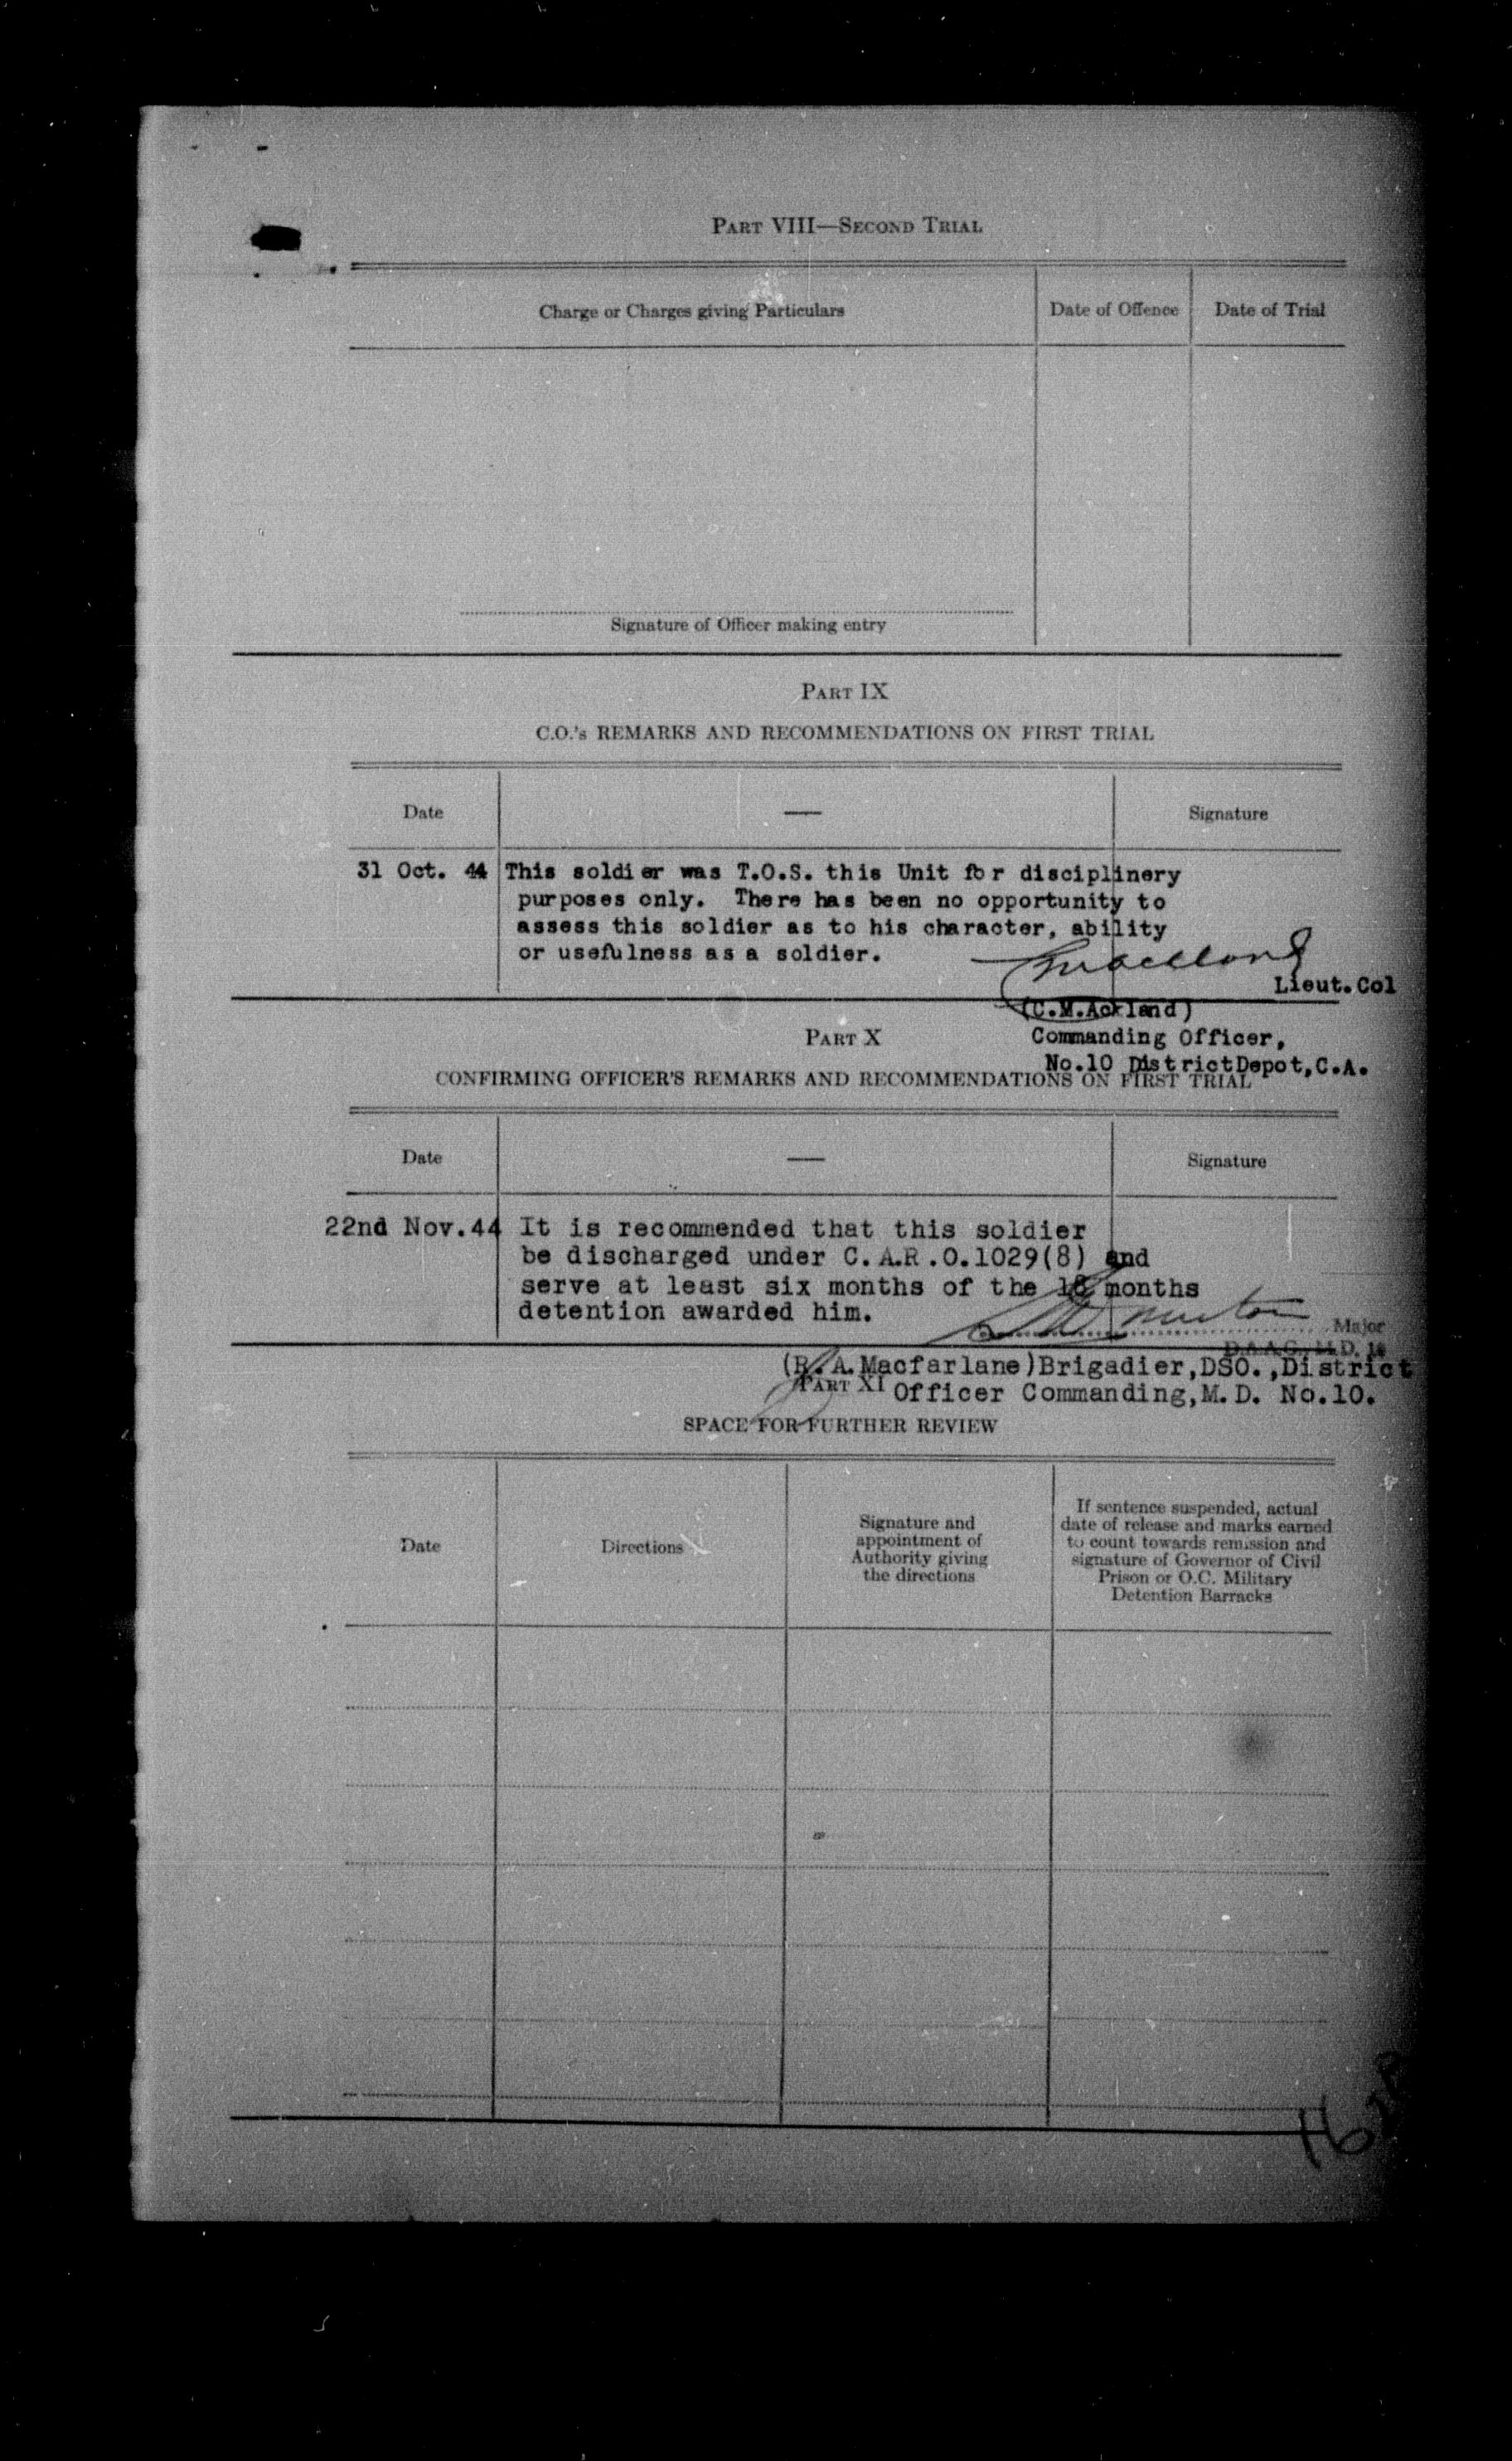 PART VIII—SECOND TRIAL
Charge or Charges giving Particulars
Date of Offence
Date of Trial
Signature of Officer making entry
PART IX
C.O.'s REMARKS AND RECOMMENDATIONS ON FIRST TRIAL
Date
—
Signature
31 Oct. 44 This soldier was T.O.S. this Unit for disciplinery
purposes only. There has been no opportunity to
assess this soldier as to his character, ability
or usefulness as a soldier.
Lieut.Col
(C.M.Ackland)
PART X
Commanding Officer,
No.10 DistrictDepot,C.A.
CONFIRMING OFFICER'S REMARKS AND RECOMMENDATIONS ON FIRST TRIAL
Date
—
Signature
22nd Nov.44 It is recommended that this soldier
be discharged under C.A.R.O.1029(8) and
serve at least six months of the months
detention awarded him.
Major
D.A.A.G., M.D. 10
(R.A.Macfarlane)Brigadier,DSO.,District
PART XI Officer Commanding,M.D. No.10.
SPACE FOR FURTHER REVIEW
Date
Directions
Signature and
appointment of
Authority giving
the directions
If sentence suspended, actual
date of release and marks earned
to count towards remission and
signature of Governor of Civil
Prison or O.C. Military
Detention Barracks